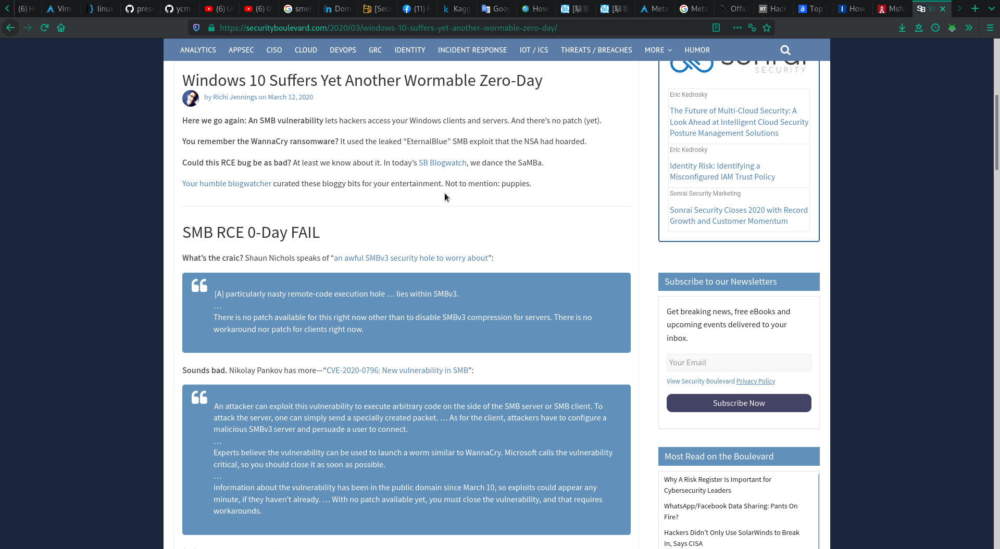 (6) H
Vim
linux
prese
ycm-
(6) U
(6) 05
smel
Dom
[Secu
(11) F
Kagg
Goog
How
[駭客
[駭客
Meta
Meta
Offic
Hack
Top 1
How
Msfc
W
https://securityboulevard.com/2020/03/windows-10-suffers-yet-another-wormable-zero-day/
ANALYTICS APPSEC CISO CLOUD DEVOPS GRC IDENTITY INCIDENT RESPONSE IOT / ICS THREATS / BREACHES MORE HUMOR
Windows 10 Suffers Yet Another Wormable Zero-Day
by Richi Jennings on March 12, 2020
Here we go again: An SMB vulnerability lets hackers access your Windows clients and servers. And there's no patch (yet).
You remember the WannaCry ransomware? It used the leaked “EternalBlue” SMB exploit that the NSA had hoarded.
Could this RCE bug be as bad? At least we know about it. In today's SB Blogwatch, we dance the SaMBa.
Your humble blogwatcher curated these bloggy bits for your entertainment. Not to mention: puppies.
SMB RCE 0-Day FAIL
What's the craic? Shaun Nichols speaks of “an awful SMBv3 security hole to worry about”:
[A] particularly nasty remote-code execution hole … lies within SMBv3.
…
There is no patch available for this right now other than to disable SMBv3 compression for servers. There is no
workaround nor patch for clients right now.
Sounds bad. Nikolay Pankov has more—“CVE-2020-0796: New vulnerability in SMB”:
An attacker can exploit this vulnerability to execute arbitrary code on the side of the SMB server or SMB client. To
attack the server, one can simply send a specially created packet. … As for the client, attackers have to configure a
malicious SMBv3 server and persuade a user to connect.
…
Experts believe the vulnerability can be used to launch a worm similar to WannaCry. Microsoft calls the vulnerability
critical, so you should close it as soon as possible.
…
information about the vulnerability has been in the public domain since March 10, so exploits could appear any
minute, if they haven't already. … With no patch available yet, you must close the vulnerability, and that requires
workarounds.
sonrai
SECURITY
Eric Kedrosky
The Future of Multi-Cloud Security: A
Look Ahead at Intelligent Cloud Security
Posture Management Solutions
Eric Kedrosky
Identity Risk: Identifying a
Misconfigured IAM Trust Policy
Sonrai Security Marketing
Sonrai Security Closes 2020 with Record
Growth and Customer Momentum
Subscribe to our Newsletters
Get breaking news, free eBooks and
upcoming events delivered to your
inbox.
Your Email
View Security Boulevard Privacy Policy
Subscribe Now
Most Read on the Boulevard
Why A Risk Register Is Important for
Cybersecurity Leaders
WhatsApp/Facebook Data Sharing: Pants On
Fire?
Hackers Didn't Only Use SolarWinds to Break
In, Says CISA